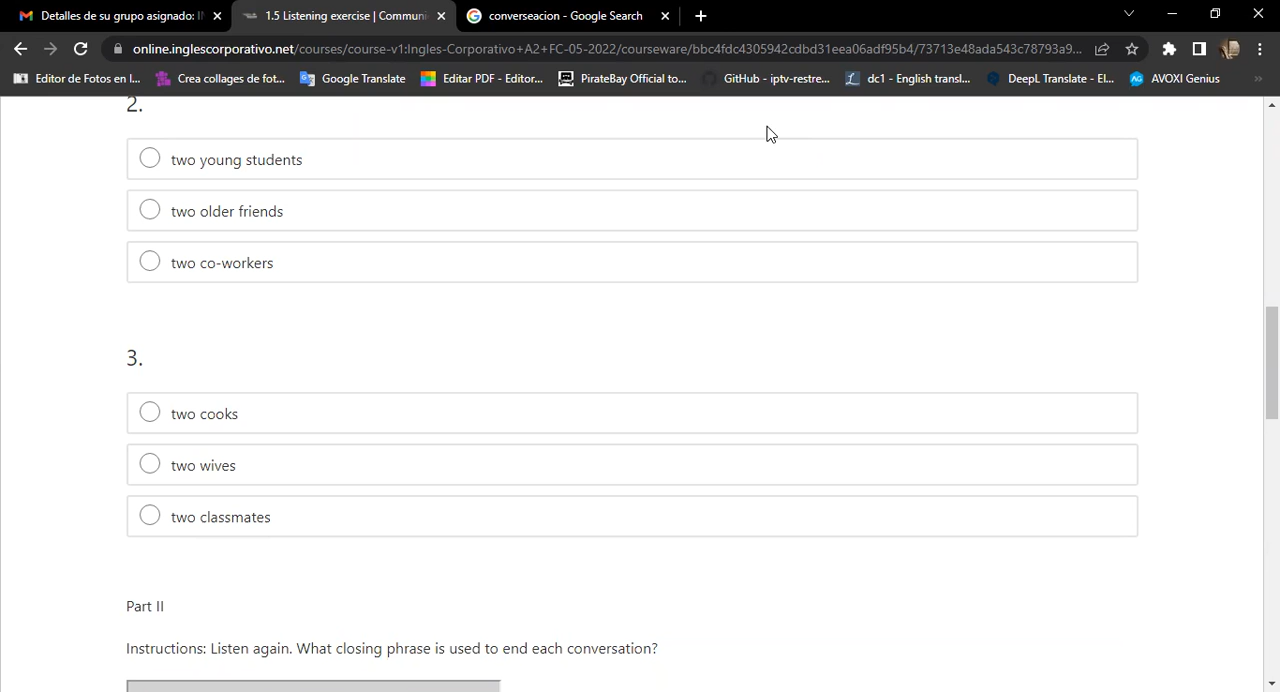 Detalles de su grupo asignado: I
1.5 Listening exercise | Communi
converseacion - Google Search
online.inglescorporativo.net/courses/course-v1:Ingles-Corporativo+A2+FC-05-2022/courseware/bbc4fdc4305942cdbd31eea06adf95b4/73713e48ada543c78793a9...
Editor de Fotos en l...
Crea collages de fot...
Google Translate
Editar PDF - Editor...
PirateBay Official to...
GitHub - iptv-restre...
dc1 - English transl...
DeepL Translate - El...
AVOXI Genius
2.
two young students
two older friends
two co-workers
3.
two cooks
two wives
two classmates
Part II
Instructions: Listen again. What closing phrase is used to end each conversation?